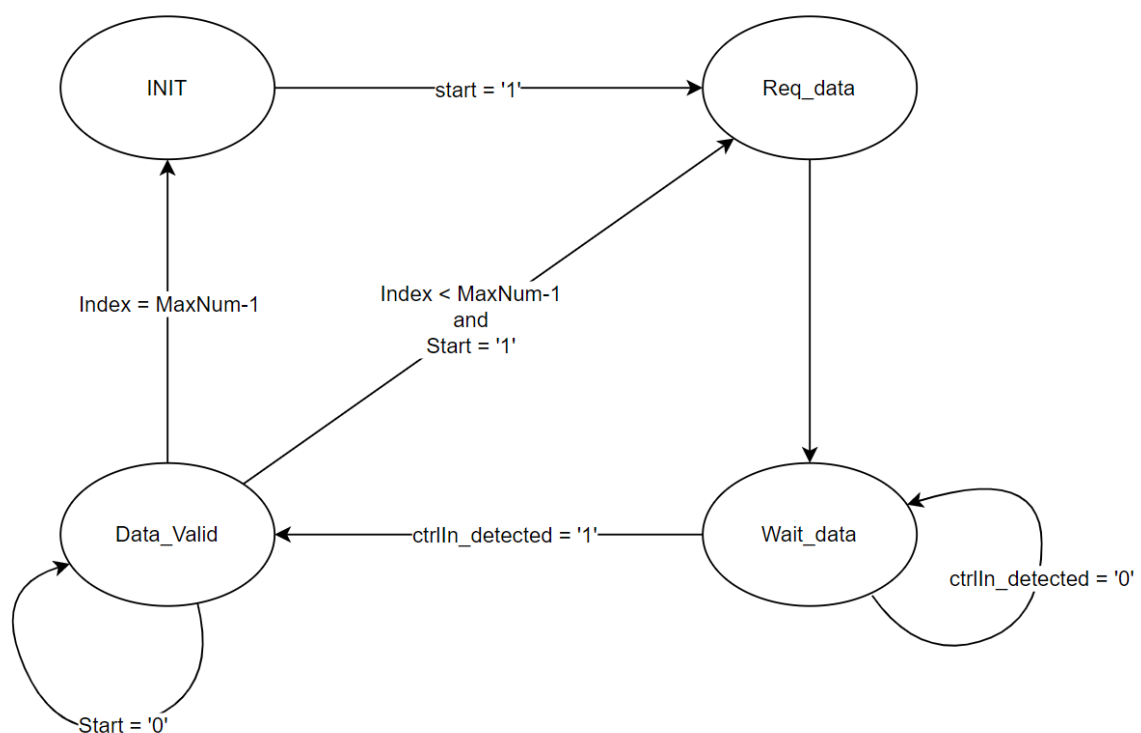 INIT
start = '1'
Req_data
Index = MaxNum-1
Index < MaxNum-1
and
Start = '1'
Data_Valid
ctrlIn_detected = '1'
Wait_data
ctrlIn_detected = '0'
Start = '0'